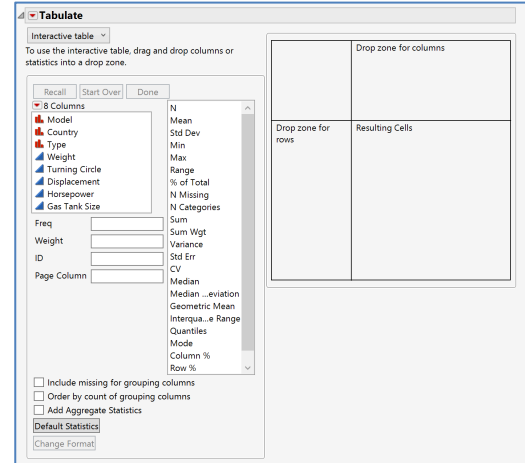 Tabulate
Interactive table
To use the interactive table, drag and drop columns or
statistics into a drop zone.
Recall Start Over Done
8 Columns
Model
Country
Type
Weight
Turning Circle
Displacement
Horsepower
Gas Tank Size
Freq
Weight
ID
Page Column
N
Mean
Std Dev
Min
Max
Range
% of Total
N Missing
N Categories
Sum
Sum Wgt
Variance
Std Err
CV
Median
Median ...eviation
Geometric Mean
Interqua...e Range
Quantiles
Mode
Column %
Row %
Include missing for grouping columns
Order by count of grouping columns
Add Aggregate Statistics
Default Statistics
Change Format
Drop zone for columns
Drop zone for
rows
Resulting Cells